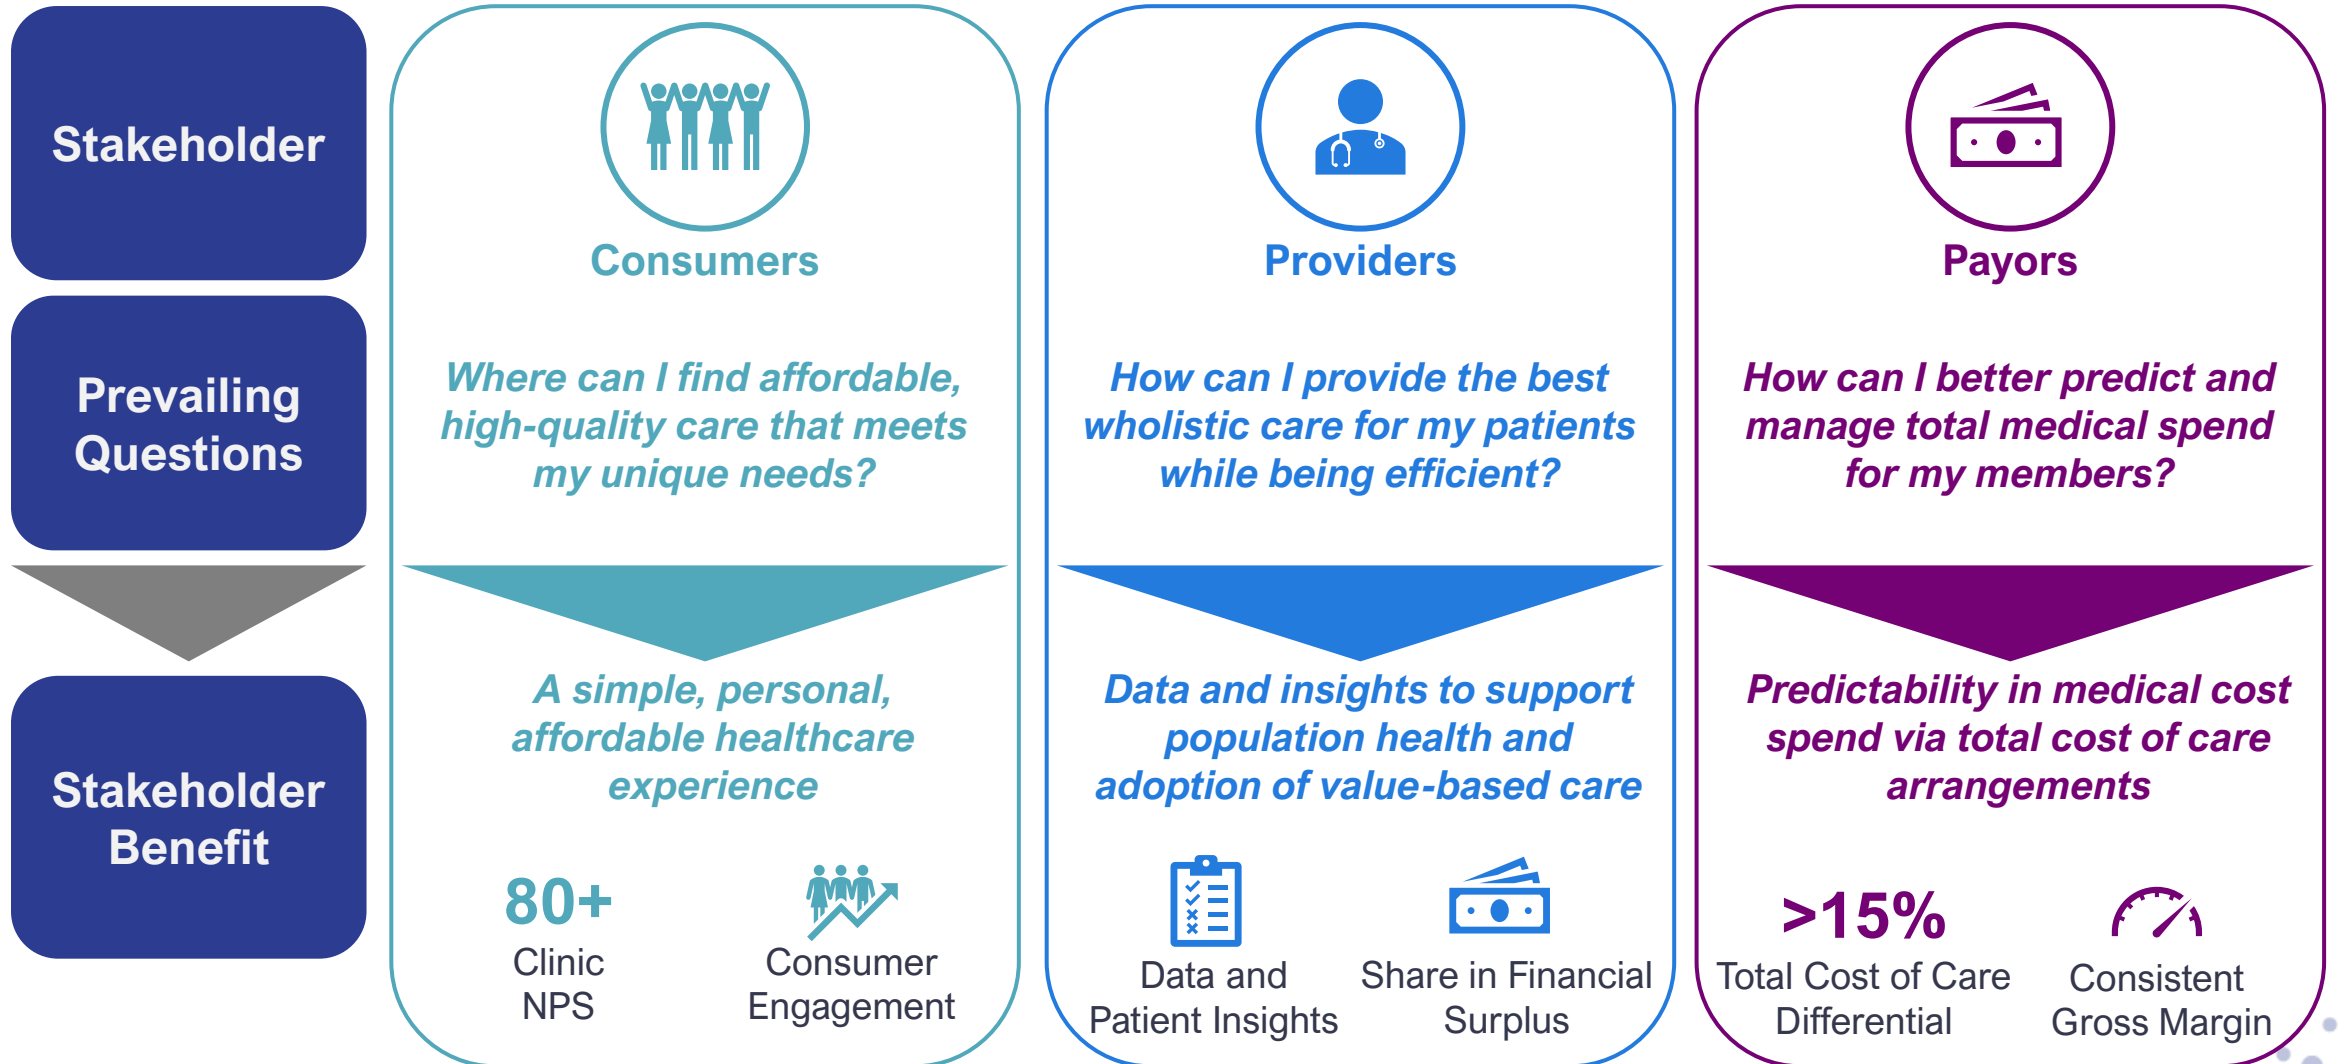 Stakeholder
Consumers
Providers
Payors
Prevailing
Questions
Where can I find affordable,
high-quality care that meets
my unique needs?
How can I provide the best
wholistic care for my patients
while being efficient?
How can I better predict and
manage total medical spend
for my members?
Stakeholder
Benefit
A simple, personal,
affordable healthcare
experience
80+
Clinic
NPS
Consumer
Engagement
Data and insights to support
population health and
adoption of value-based care
Data and
Patient Insights
Share in Financial
Surplus
Predictability in medical cost
spend via total cost of care
arrangements
>15%
Total Cost of Care
Differential
Consistent
Gross Margin